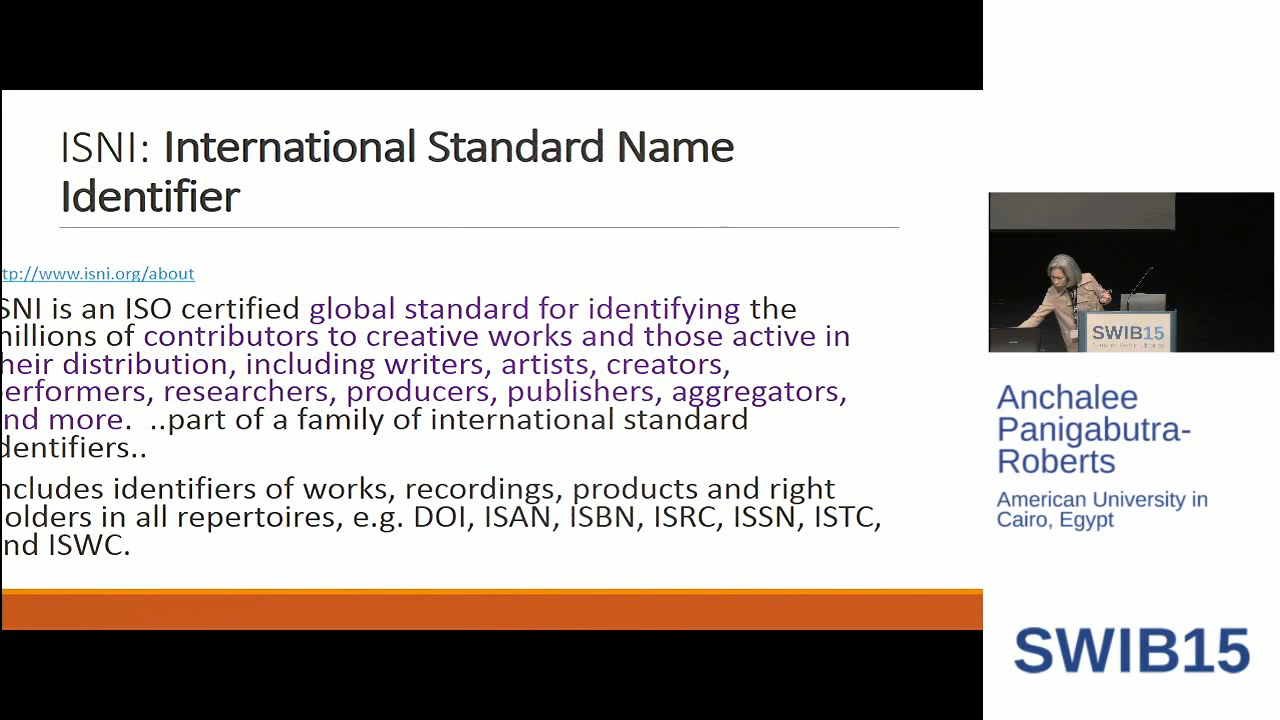 ISNI: International Standard Name
Identifier
tp://www.isni.org/about
SNI is an ISO certified global standard for identifying the
illions of contributors to creative works and those active in
heir distribution, including writers, artists, creators,
erformers, researchers, producers, publishers, aggregators,
nd more. ..part of a family of international standard
dentifiers..
ncludes identifiers of works, recordings, products and right
olders in all repertoires, e.g. DOI, ISAN, ISBN, ISRC, ISSN, ISTC,
nd ISWC.
SWIB15
Anchalee
Panigabutra-
Roberts
American University in
Cairo, Egypt
SWIB15